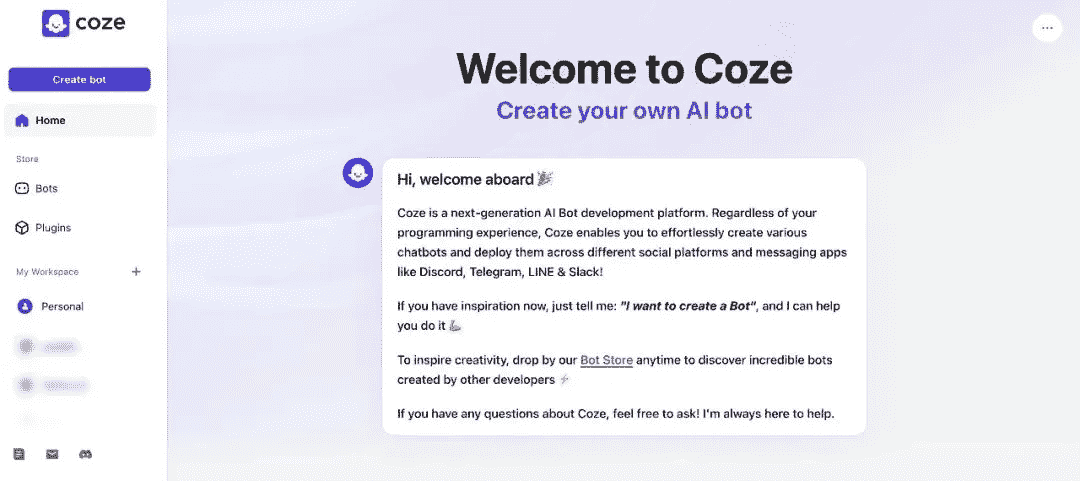 coze
Create bot
Home
Store
Bots
Plugins
My Workspace
Personal
Welcome to Coze
Create your own AI bot
Hi, welcome aboard 🎉
Coze is a next-generation AI Bot development platform. Regardless of your
programming experience, Coze enables you to effortlessly create various
chatbots and deploy them across different social platforms and messaging apps
like Discord, Telegram, LINE & Slack!
If you have inspiration now, just tell me: "I want to create a Bot", and I can help
you do it 🦾
To inspire creativity, drop by our Bot Store anytime to discover incredible bots
created by other developers ⚡
If you have any questions about Coze, feel free to ask! I'm always here to help.